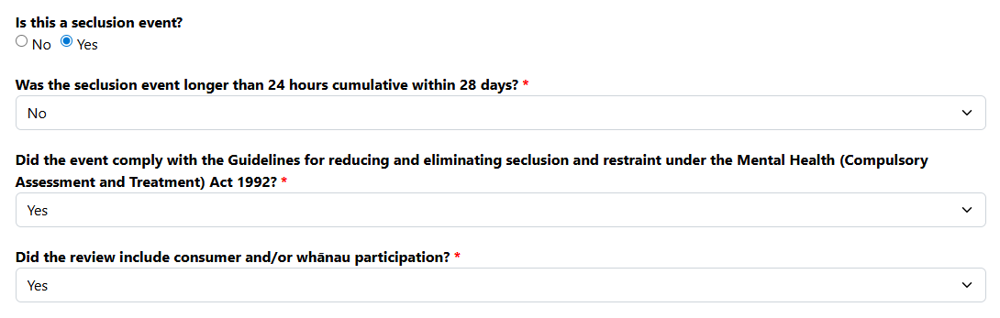 Is this a seclusion event?
No Yes
Was the seclusion event longer than 24 hours cumulative within 28 days? *
No
Did the event comply with the Guidelines for reducing and eliminating seclusion and restraint under the Mental Health (Compulsory
Assessment and Treatment) Act 1992? *
Yes
Did the review include consumer and/or whānau participation? *
Yes